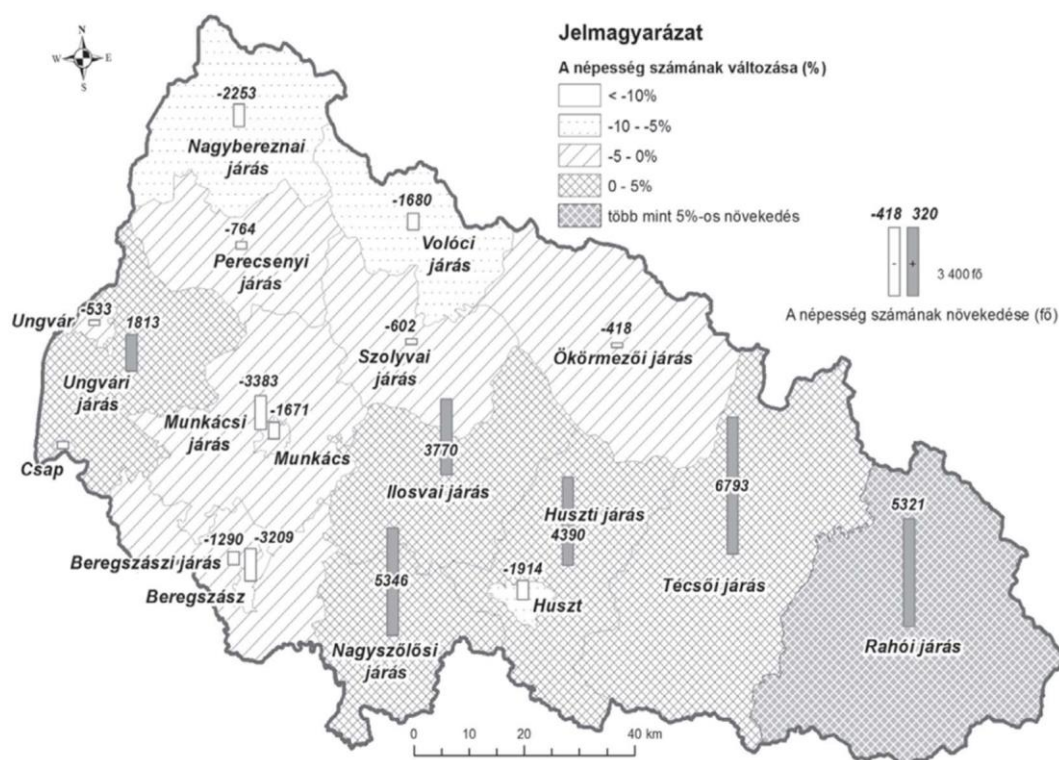 N
W E
S
Jelmagyarázat
A népesség számának változása (%)
< -10%
-10 - -5%
-5 - 0%
0 - 5%
több mint 5%-os növekedés
-418 320
- +
3 400 fő
A népesség számának növekedése (fő)
-2253
Nagybereznai
járás
-1680
Volóci
járás
-764
Perecsenyi
járás
-533
Ungvár
1813
Ungvári
járás
-602
Szolyvai
járás
-418
Ökörmezői járás
-3383
Munkácsi
járás
-1671
Munkács
Csap
3770
Ilosvai járás
6793
Técsői járás
Huszti járás
4390
5321
Rahói járás
-1290
Beregszászi járás
-3209
Beregszász
5346
Nagyszőlősi
járás
-1914
Huszt
0 20 40 km